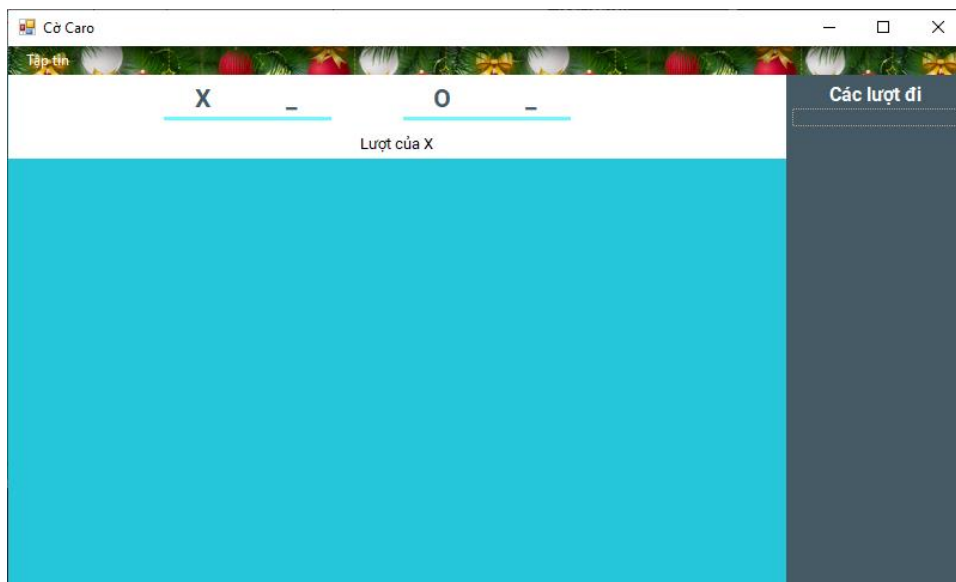 Cờ Caro
Tập tin
X _ O _
Các lượt đi
Lượt của X